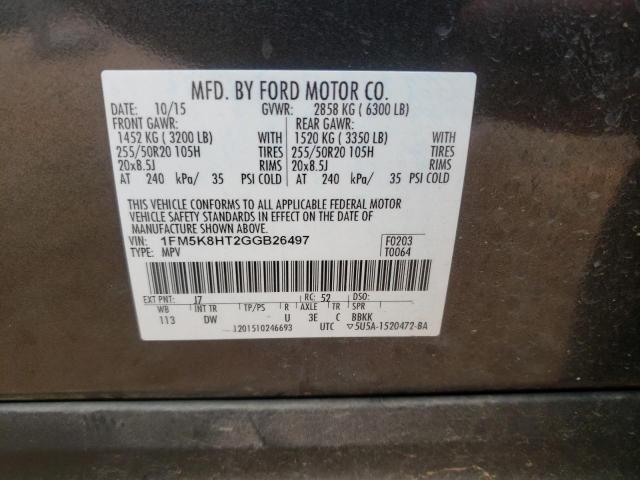 MFD. BY FORD MOTOR CO.
DATE: 10/15 GVWR: 2858 KG ( 6300 LB)
FRONT GAWR: REAR GAWR:
1452 KG ( 3200 LB) WITH 1520 KG ( 3350 LB) WITH
255/50R20 105H TIRES 255/50R20 105H TIRES
20x8.5J RIMS 20x8.5J RIMS
AT 240 kPa/ 35 PSI COLD AT 240 kPa/ 35 PSI COLD
THIS VEHICLE CONFORMS TO ALL APPLICABLE FEDERAL MOTOR
VEHICLE SAFETY STANDARDS IN EFFECT ON THE DATE OF
MANUFACTURE SHOWN ABOVE.
VIN: 1FM5K8HT2GGB26497 F0203
TYPE: MPV T0064
EXT PNT: J7 RC: 52 DSO:
WB INT TR TP/PS R AXLE TR S
113 DW U 3E C BBKK
J201510246693 UTC ▽5U5A-1520472-BA